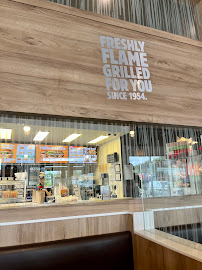 FRESHLY
FLAME
GRILLED
FOR YOU
SINCE 1954.